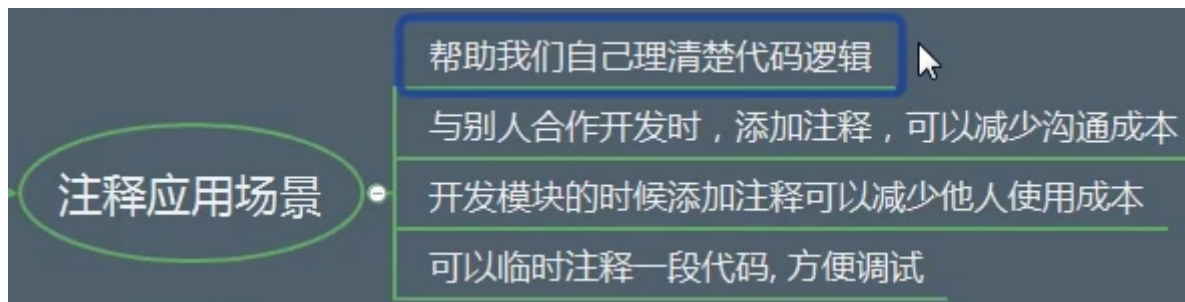 注释应用场景
帮助我们自己理清楚代码逻辑
与别人合作开发时，添加注释，可以减少沟通成本
开发模块的时候添加注释可以减少他人使用成本
可以临时注释一段代码, 方便调试